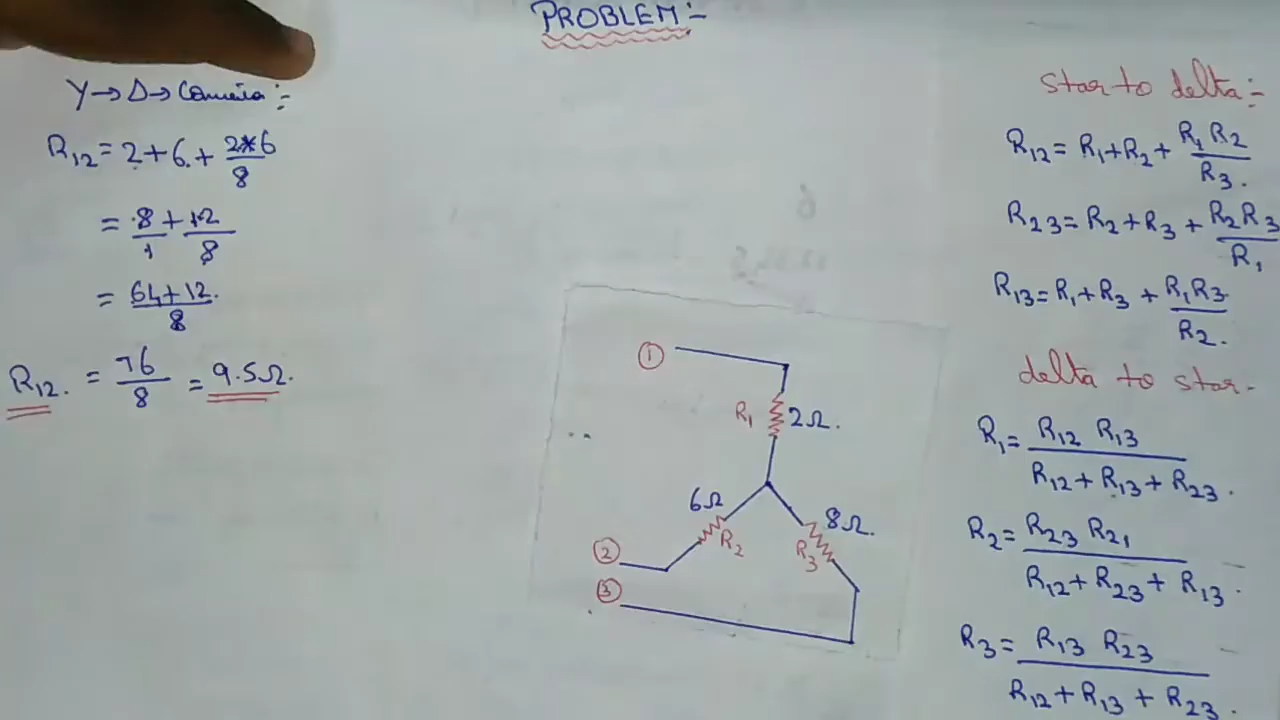 PROBLEM:-
Y→Δ→
R12 = 2+6+ 2*6/8
= 8/1 + 12/8
= 64+12/8
R12. = 76/8 = 9.5Ω.
① 
R1 2Ω.
6Ω 8Ω.
② R2 R3
③
star to delta:-
R12 = R1+R2+ R1 R2/R3.
R23 = R2+R3+ R2R3/R1
R13 = R1+R3 + R1R3/R2.
delta to star-
R1 = R12 R13/R12+R13+R23.
R2 = R23 R21/R12+R23+R13.
R3 = R13 R23/R12+R13+R23.